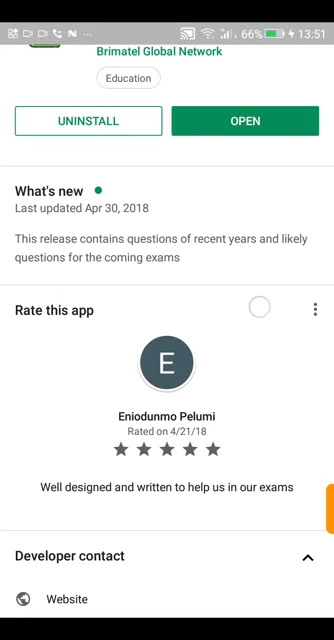 66% 13:51
Brimatel Global Network
Education
UNINSTALL OPEN
What's new
Last updated Apr 30, 2018
This release contains questions of recent years and likely
questions for the coming exams
Rate this app
E
Eniodunmo Pelumi
Rated on 4/21/18
Well designed and written to help us in our exams
Developer contact
Website